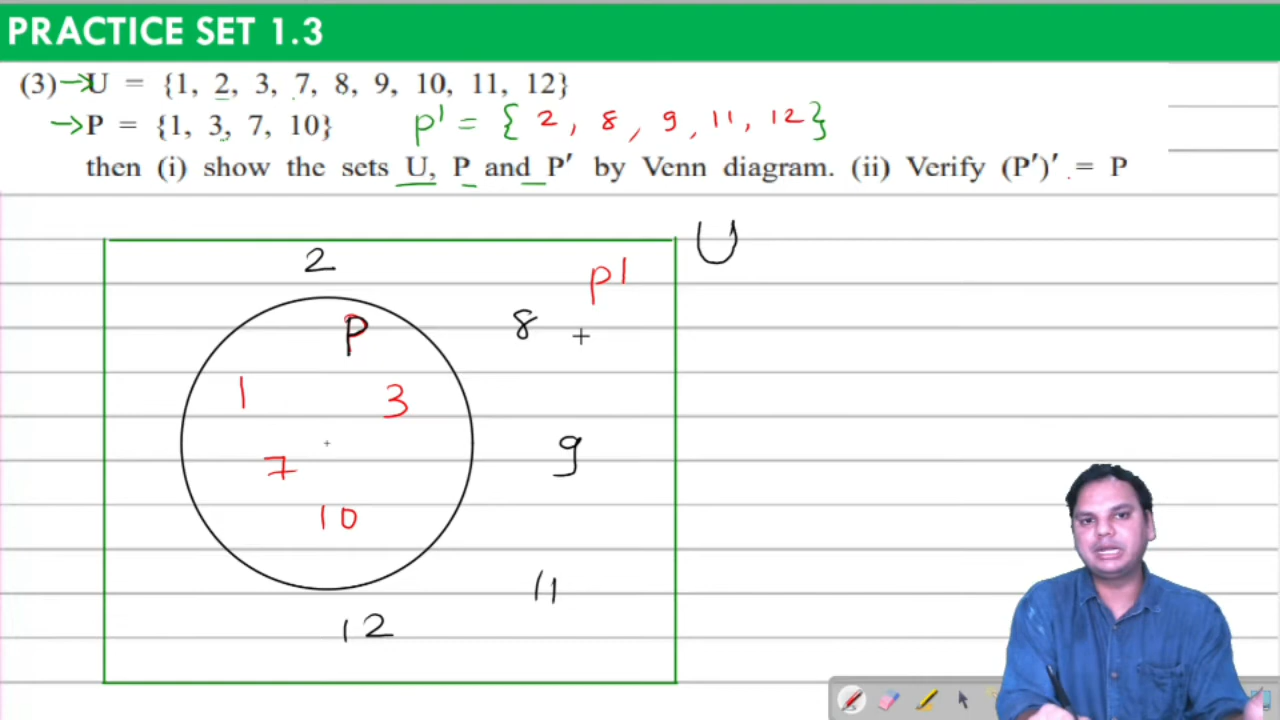 PRACTICE SET 1.3
(3) → U = {1, 2, 3, 7, 8, 9, 10, 11, 12}
→ P = {1, 3, 7, 10} P' = { 2, 8, 9, 11, 12 }
then (i) show the sets U, P and P′ by Venn diagram. (ii) Verify (P′)′ = P
U
2
P'
8
P
1 3
9
7
10
11
12